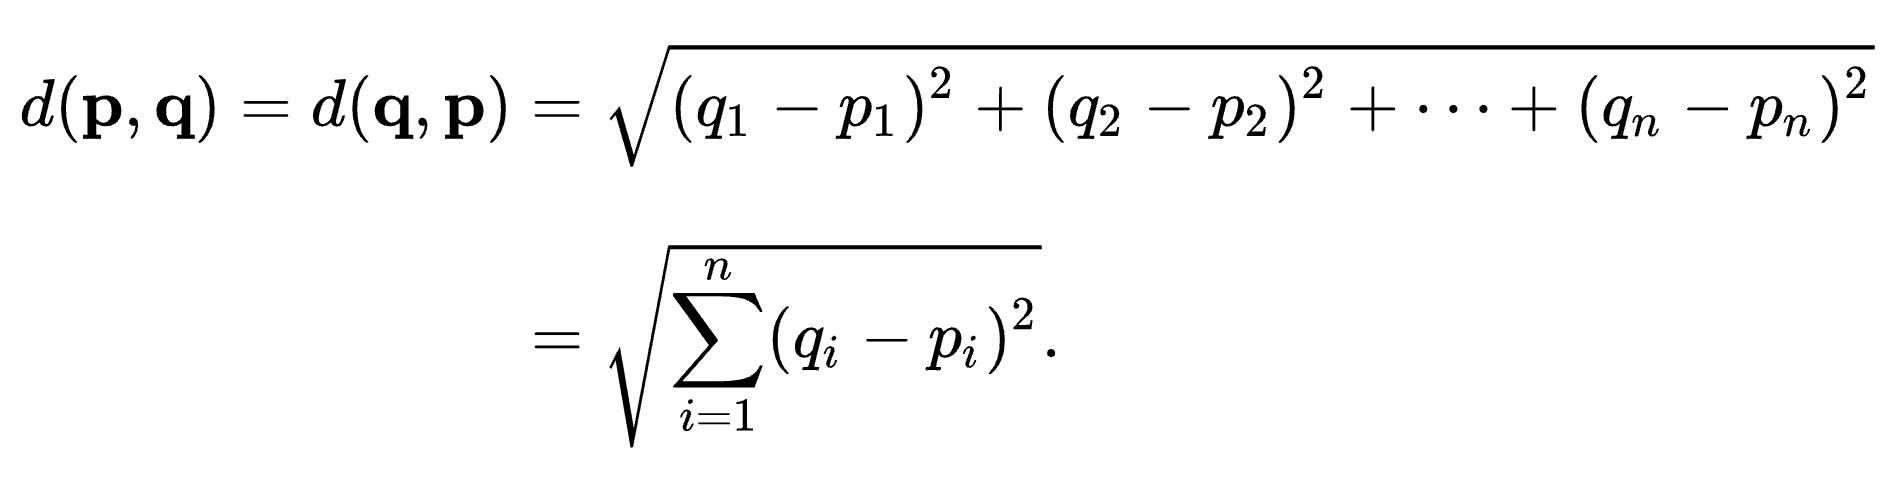 d(𝐩, 𝐪) = d(𝐪, 𝐩) = √((q₁ − p₁)² + (q₂ − p₂)² + ⋯ + (qₙ − pₙ)²)
= √(∑ᵢ₌₁ⁿ (qᵢ − pᵢ)²).